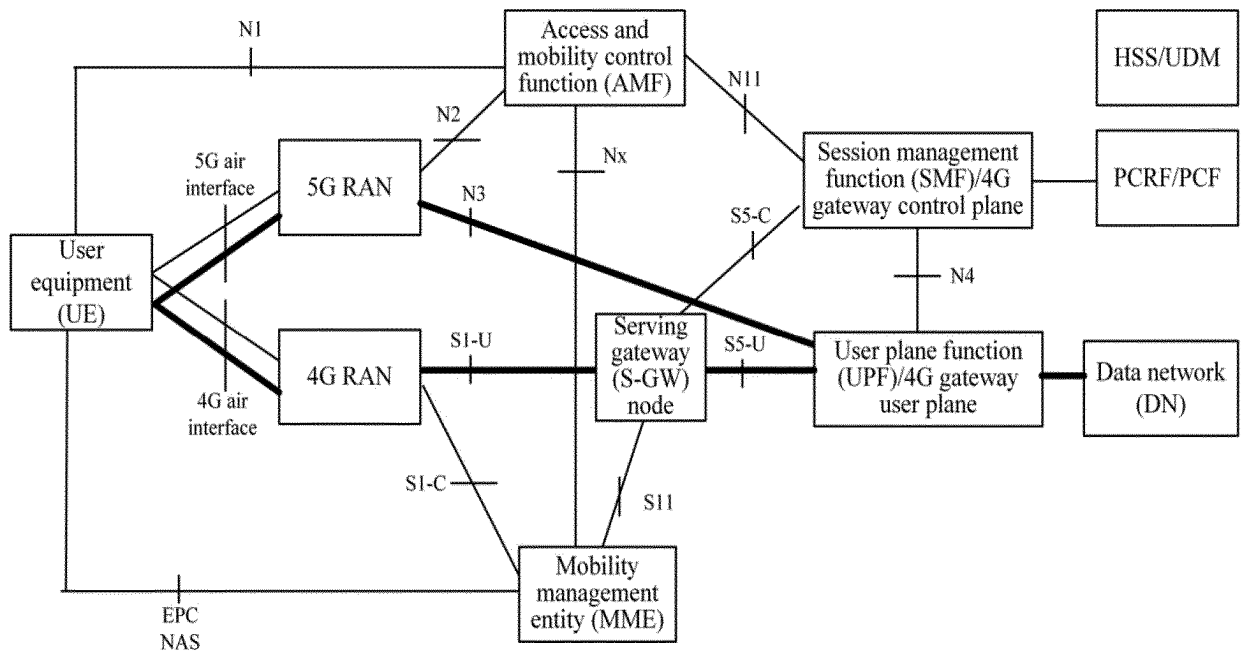 N1
Access and
mobility control
function (AMF)
HSS/UDM
N11
N2
5G air
interface
5G RAN
Nx
Session management
function (SMF)/4G
gateway control plane
PCRF/PCF
N3
S5-C
User
equipment
(UE)
N4
4G RAN
S1-U
Serving
gateway
(S-GW)
node
S5-U
User plane function
(UPF)/4G gateway
user plane
Data network
(DN)
4G air
interface
S1-C
S11
Mobility
management
entity (MME)
EPC
NAS